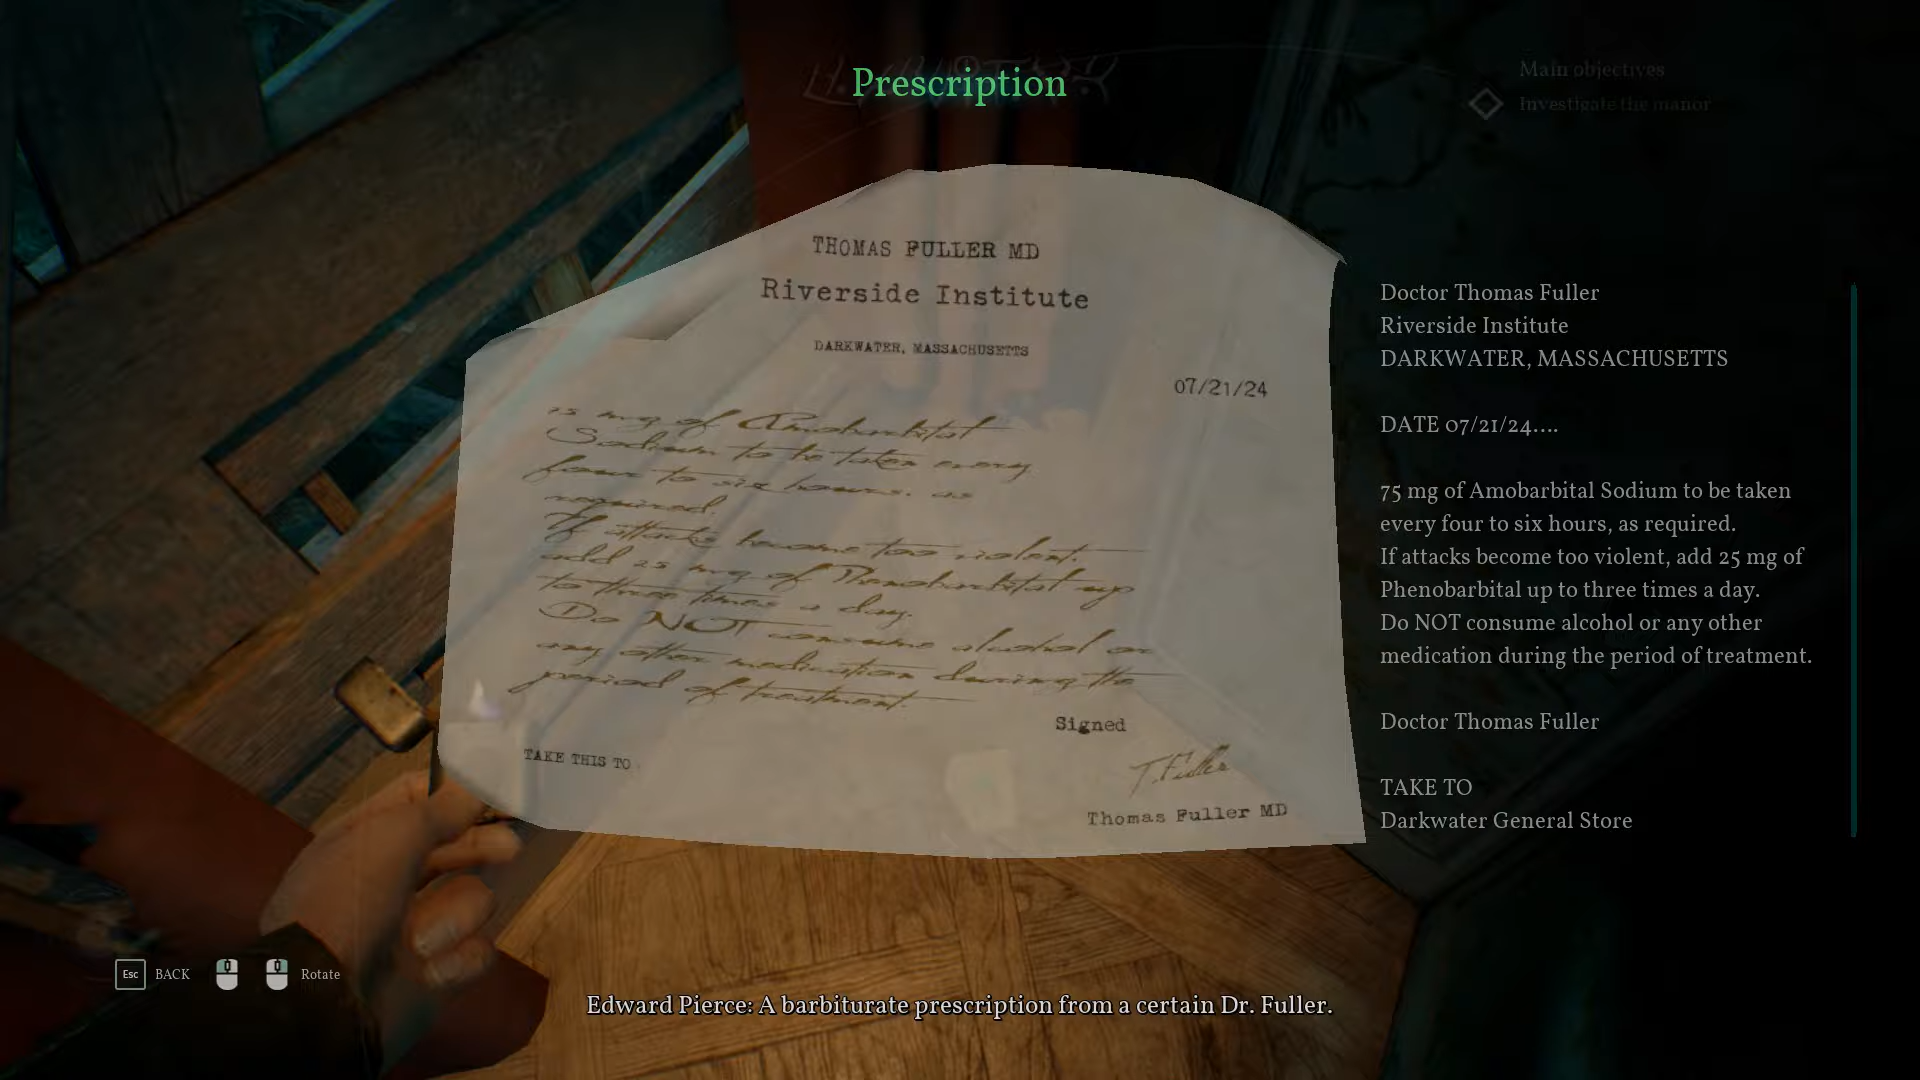 Prescription
Main objectives
Investigate the manor
THOMAS FULLER MD
Riverside Institute
DARKWATER, MASSACHUSETTS
07/21/24
75 mg of Amobarbital
Sodium to be taken every
four to six hours. as
required.
If attacks become too violent.
add 25 mg of Phenobarbital up
to three times a day.
Do NOT consume alcohol or
any other medication during the
period of treatment.
Signed
T. Fuller
Thomas Fuller MD
TAKE THIS TO
Doctor Thomas Fuller
Riverside Institute
DARKWATER, MASSACHUSETTS
DATE 07/21/24....
75 mg of Amobarbital Sodium to be taken
every four to six hours, as required.
If attacks become too violent, add 25 mg of
Phenobarbital up to three times a day.
Do NOT consume alcohol or any other
medication during the period of treatment.
Doctor Thomas Fuller
TAKE TO
Darkwater General Store
Esc BACK Rotate
Edward Pierce: A barbiturate prescription from a certain Dr. Fuller.